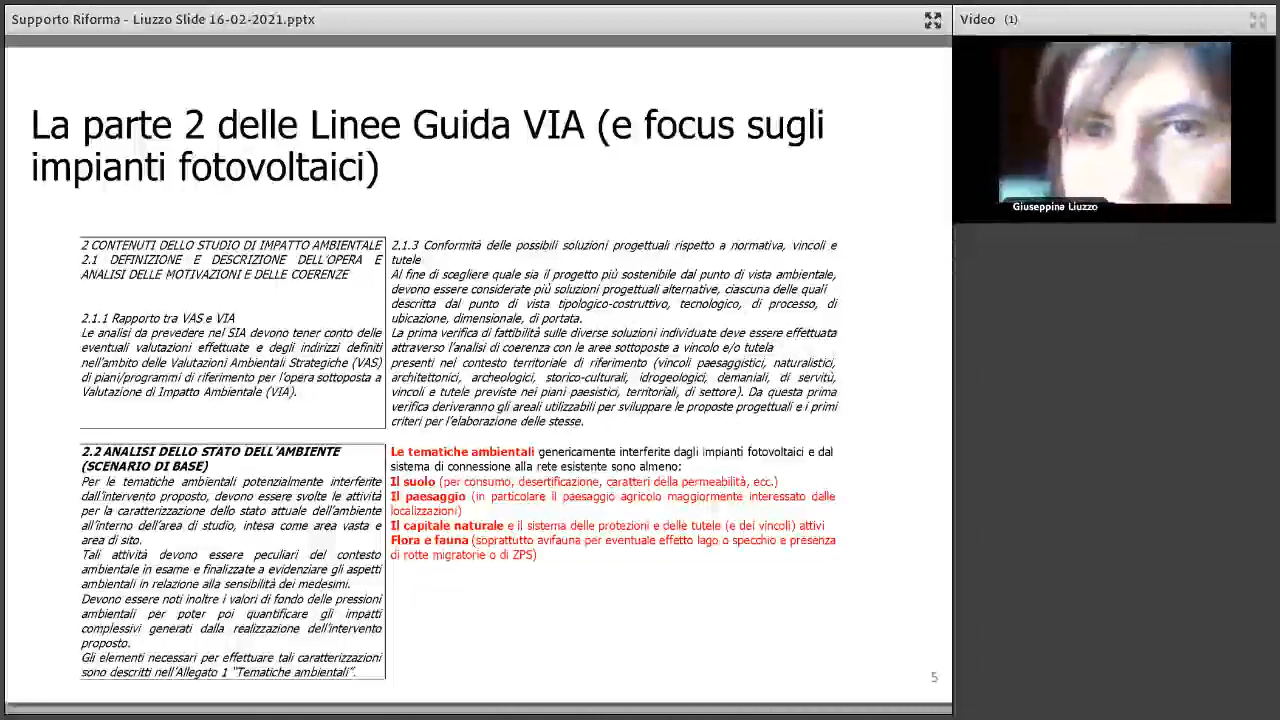 Supporto Riforma - Liuzzo Slide 16-02-2021.pptx
Video (1)
Giuseppina Liuzzo
La parte 2 delle Linee Guida VIA (e focus sugli
impianti fotovoltaici)
2 CONTENUTI DELLO STUDIO DI IMPATTO AMBIENTALE
2.1 DEFINIZIONE E DESCRIZIONE DELL'OPERA E
ANALISI DELLE MOTIVAZIONI E DELLE COERENZE
2.1.1 Rapporto tra VAS e VIA
Le analisi da prevedere nel SIA devono tener conto delle
eventuali valutazioni effettuate e degli indirizzi definiti
nell'ambito delle Valutazioni Ambientali Strategiche (VAS)
di piani/programmi di riferimento per l'opera sottoposta a
Valutazione di Impatto Ambientale (VIA).
2.1.3 Conformità delle possibili soluzioni progettuali rispetto a normativa, vincoli e
tutele
Al fine di scegliere quale sia il progetto più sostenibile dal punto di vista ambientale,
devono essere considerate più soluzioni progettuali alternative, ciascuna delle quali
descritta dal punto di vista tipologico-costruttivo, tecnologico, di processo, di
ubicazione, dimensionale, di portata.
La prima verifica di fattibilità sulle diverse soluzioni individuate deve essere effettuata
attraverso l'analisi di coerenza con le aree sottoposte a vincolo e/o tutela
presenti nel contesto territoriale di riferimento (vincoli paesaggistici, naturalistici,
architettonici, archeologici, storico-culturali, idrogeologici, demaniali, di servitù,
vincoli e tutele previste nei piani paesistici, territoriali, di settore). Da questa prima
verifica deriveranno gli areali utilizzabili per sviluppare le proposte progettuali e i primi
criteri per l'elaborazione delle stesse.
2.2 ANALISI DELLO STATO DELL'AMBIENTE
(SCENARIO DI BASE)
Per le tematiche ambientali potenzialmente interferite
dall'intervento proposto, devono essere svolte le attività
per la caratterizzazione dello stato attuale dell'ambiente
all'interno dell'area di studio, intesa come area vasta e
area di sito.
Tali attività devono essere peculiari del contesto
ambientale in esame e finalizzate a evidenziare gli aspetti
ambientali in relazione alla sensibilità dei medesimi.
Devono essere noti inoltre i valori di fondo delle pressioni
ambientali per poter poi quantificare gli impatti
complessivi generati dalla realizzazione dell'intervento
proposto.
Gli elementi necessari per effettuare tali caratterizzazioni
sono descritti nell'Allegato 1 "Tematiche ambientali".
Le tematiche ambientali genericamente interferite dagli impianti fotovoltaici e dal
sistema di connessione alla rete esistente sono almeno:
Il suolo (per consumo, desertificazione, caratteri della permeabilità, ecc.)
Il paesaggio (in particolare il paesaggio agricolo maggiormente interessato dalle
localizzazioni)
Il capitale naturale e il sistema delle protezioni e delle tutele (e dei vincoli) attivi
Flora e fauna (soprattutto avifauna per eventuale effetto lago o specchio e presenza
di rotte migratorie o di ZPS)
5